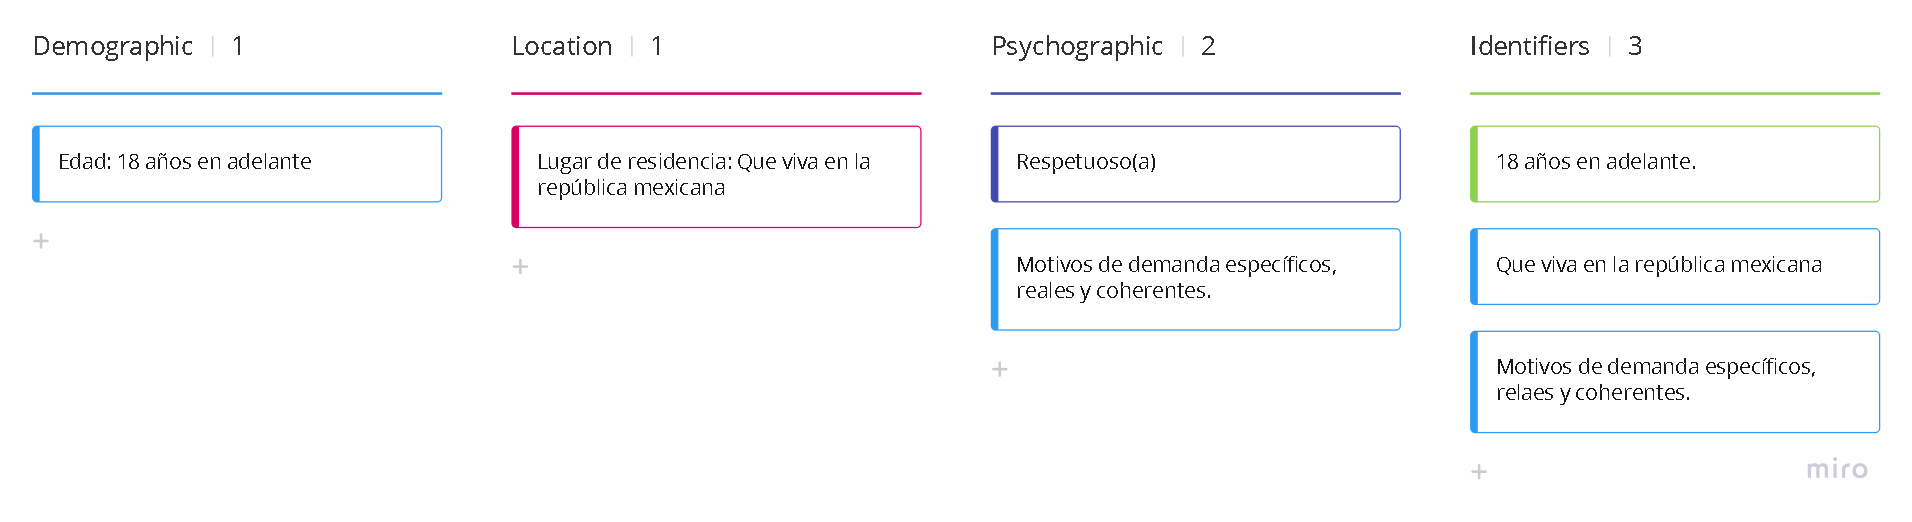 Demographic | 1
Edad: 18 años en adelante
+
Location | 1
Lugar de residencia: Que viva en la
república mexicana
+
Psychographic | 2
Respetuoso(a)
Motivos de demanda específicos,
reales y coherentes.
+
Identifiers | 3
18 años en adelante.
Que viva en la república mexicana
Motivos de demanda específicos,
relaes y coherentes.
+
miro